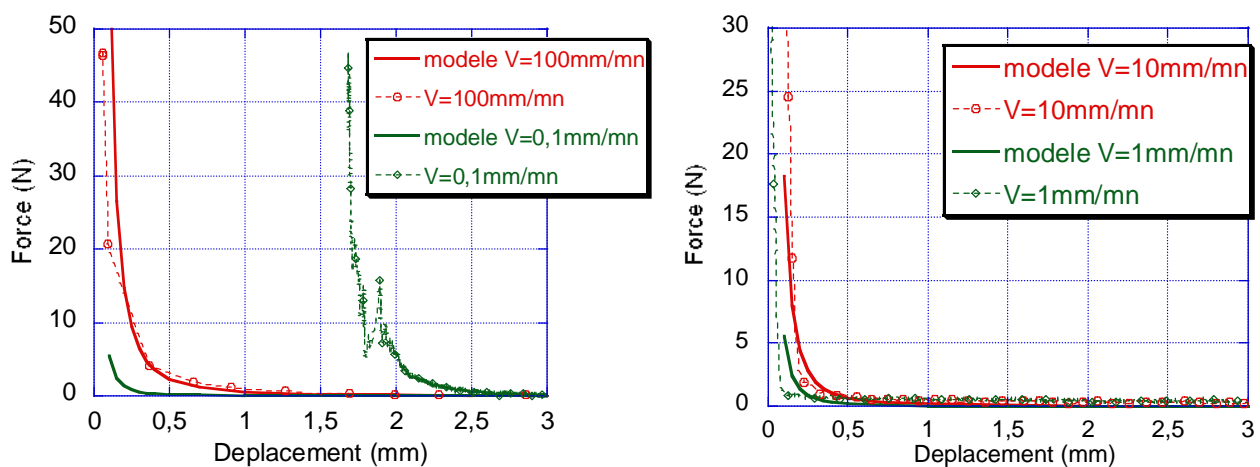 50
40
30
20
10
0
Force (N)
0
0,5
1
1,5
2
2,5
3
Deplacement (mm)
modele V=100mm/mn
V=100mm/mn
modele V=0,1mm/mn
V=0,1mm/mn
30
25
20
15
10
5
0
Force (N)
0
0,5
1
1,5
2
2,5
3
Deplacement (mm)
modele V=10mm/mn
V=10mm/mn
modele V=1mm/mn
V=1mm/mn